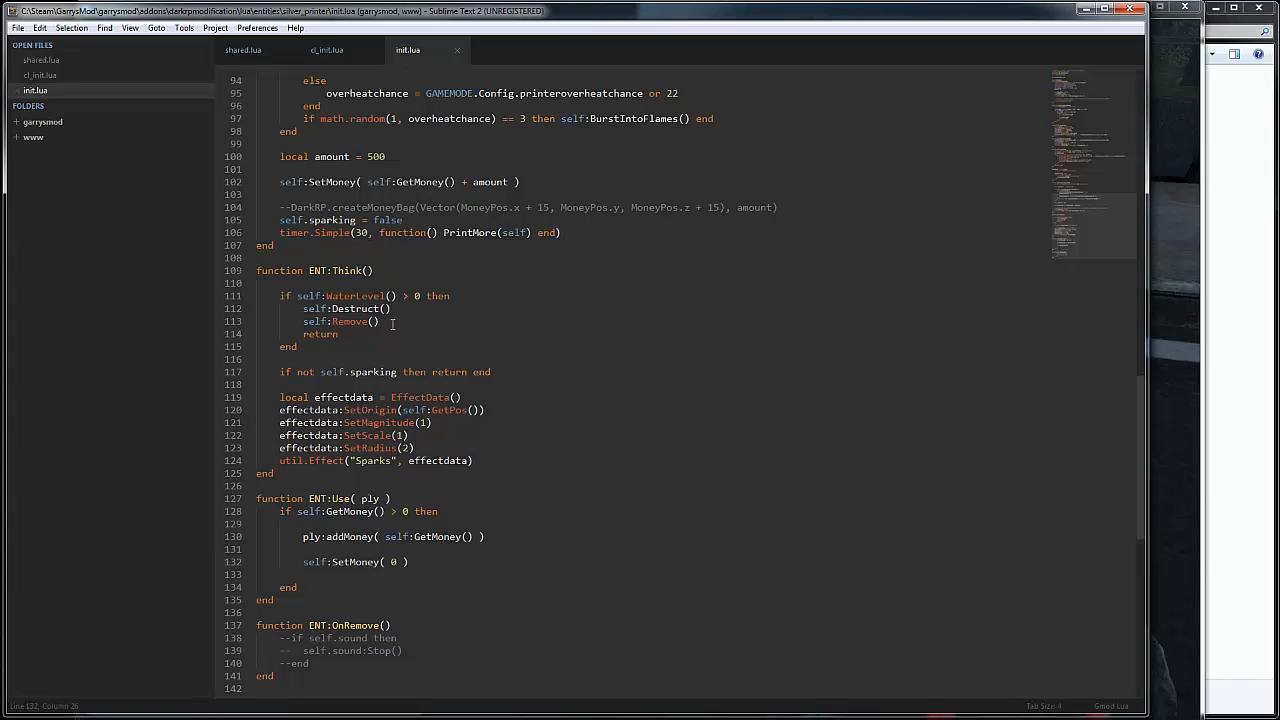 C:\Steam\GarrysMod\garrysmod\addons\darkrpmodification\lua\entities\silver_printer\init.lua (garrysmod, www) - Sublime Text 2 (UNREGISTERED)
File Edit Selection Find View Goto Tools Project Preferences Help
OPEN FILES
shared.lua
cl_init.lua
init.lua
FOLDERS
garrysmod
www
shared.lua cl_init.lua init.lua
94 else
95 overheatchance = GAMEMODE.Config.printeroverheatchance or 22
96 end
97 if math.random(1, overheatchance) == 3 then self:BurstIntoFlames() end
98 end
99
100 local amount = 500
101
102 self:SetMoney( self:GetMoney() + amount )
103
104 --DarkRP.createMoneyBag(Vector(MoneyPos.x + 15, MoneyPos.y, MoneyPos.z + 15), amount)
105 self.sparking = false
106 timer.Simple(30, function() PrintMore(self) end)
107 end
108
109 function ENT:Think()
110
111 if self:WaterLevel() > 0 then
112 self:Destruct()
113 self:Remove()
114 return
115 end
116
117 if not self.sparking then return end
118
119 local effectdata = EffectData()
120 effectdata:SetOrigin(self:GetPos())
121 effectdata:SetMagnitude(1)
122 effectdata:SetScale(1)
123 effectdata:SetRadius(2)
124 util.Effect("Sparks", effectdata)
125 end
126
127 function ENT:Use( ply )
128 if self:GetMoney() > 0 then
129
130 ply:addMoney( self:GetMoney() )
131
132 self:SetMoney( 0 )
133
134 end
135 end
136
137 function ENT:OnRemove()
138 --if self.sound then
139 -- self.sound:Stop()
140 --end
141 end
142
Line 132, Column 26 Tab Size: 4 Gmod Lua